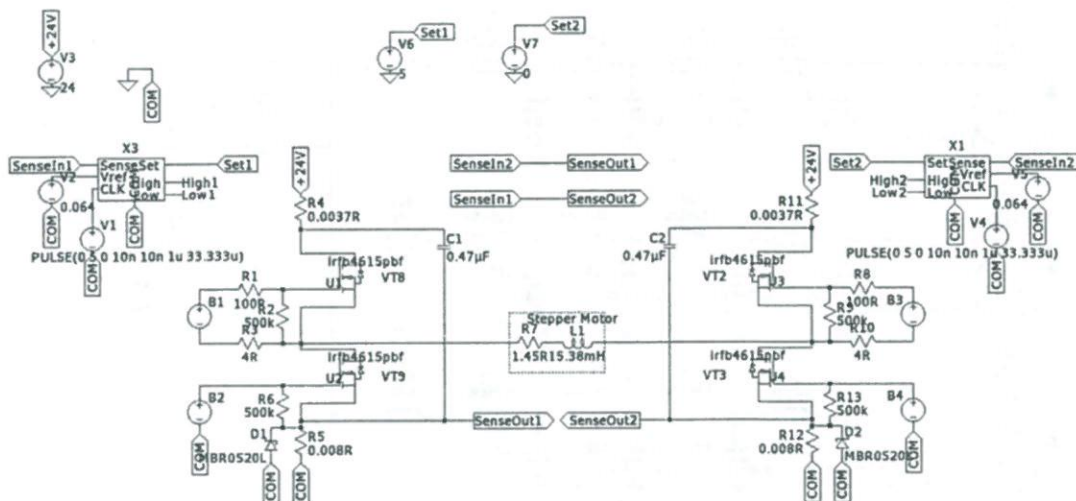 +24V
V3
24
COM
V6
Set1
5
V7
Set2
0
X3
SenseIn1
Sense
Set
Set1
V2
Vref
CLK
High
High1
Low
Low1
COM
0.064
COM
V1
COM
PULSE(0 5 0 10n 10n 1u 33.333u)
SenseIn2
SenseOut1
SenseIn1
SenseOut2
X1
Set2
Set
Sense
SenseIn2
High2
High
Vref
V5
Low2
Low
CLK
COM
0.064
COM
V4
COM
PULSE(0 5 0 10n 10n 1u 33.333u)
+24V
R4
0.0037R
C1
0.47µF
irfb4615pbf
VT8
U1
R1
100R
B1
R2
500k
R3
4R
irfb4615pbf
VT9
U2
B2
R6
500k
COM
D1
MBR0520L
R5
0.008R
COM
COM
Stepper Motor
R7
L1
1.45R
15.38mH
SenseOut1
SenseOut2
+24V
R11
0.0037R
C2
0.47µF
irfb4615pbf
VT2
U3
R8
100R
B3
R9
500k
R10
4R
irfb4615pbf
VT3
U4
B4
R13
500k
COM
R12
0.008R
D2
COM
COM